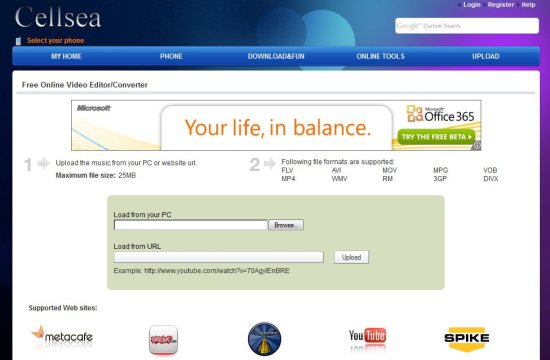 Cellsea
Login Register Help
Google Custom Search
Select your phone
MY HOME PHONE DOWNLOAD&FUN ONLINE TOOLS UPLOAD
Free Online Video Editor/Converter
Microsoft
Your life, in balance.
Microsoft
Office 365
TRY THE FREE BETA
1 Upload the music from your PC or website url.
Maximum file size: 25MB
2 Following file formats are supported:
FLV AVI MOV MPG VOB
MP4 WMV RM 3GP DIVX
Load from your PC
Browse...
Load from URL
Upload
Example: http://www.youtube.com/watch?v=70AgyIEnBRE
Supported Web sites:
metacafe
YouTube
SPIKE